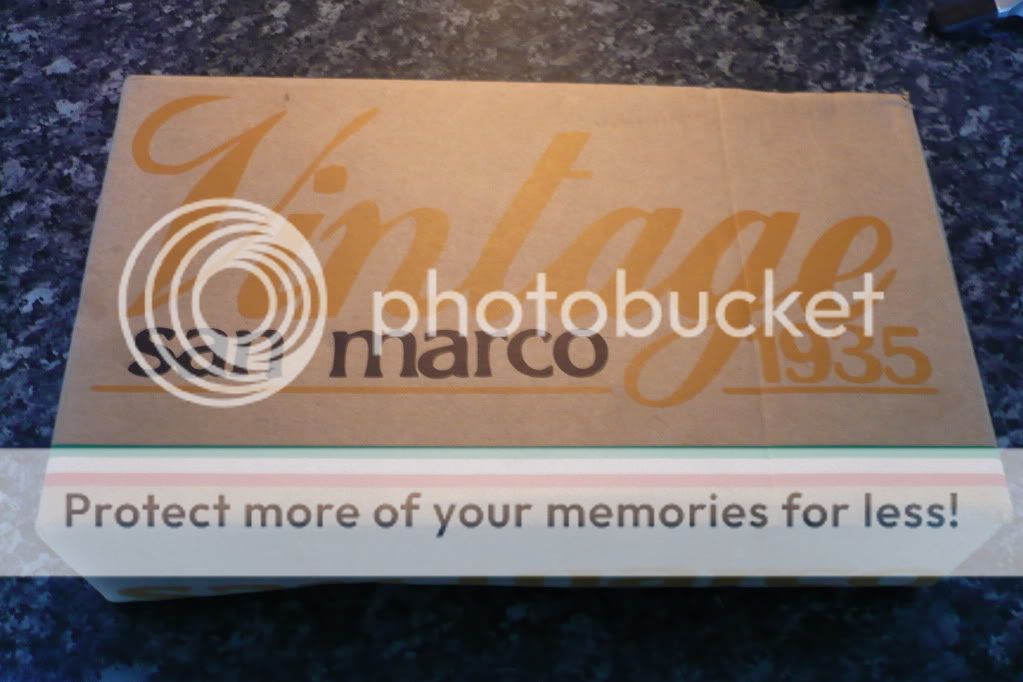 Vintage
photobucket
san marco 1935
Protect more of your memories for less!